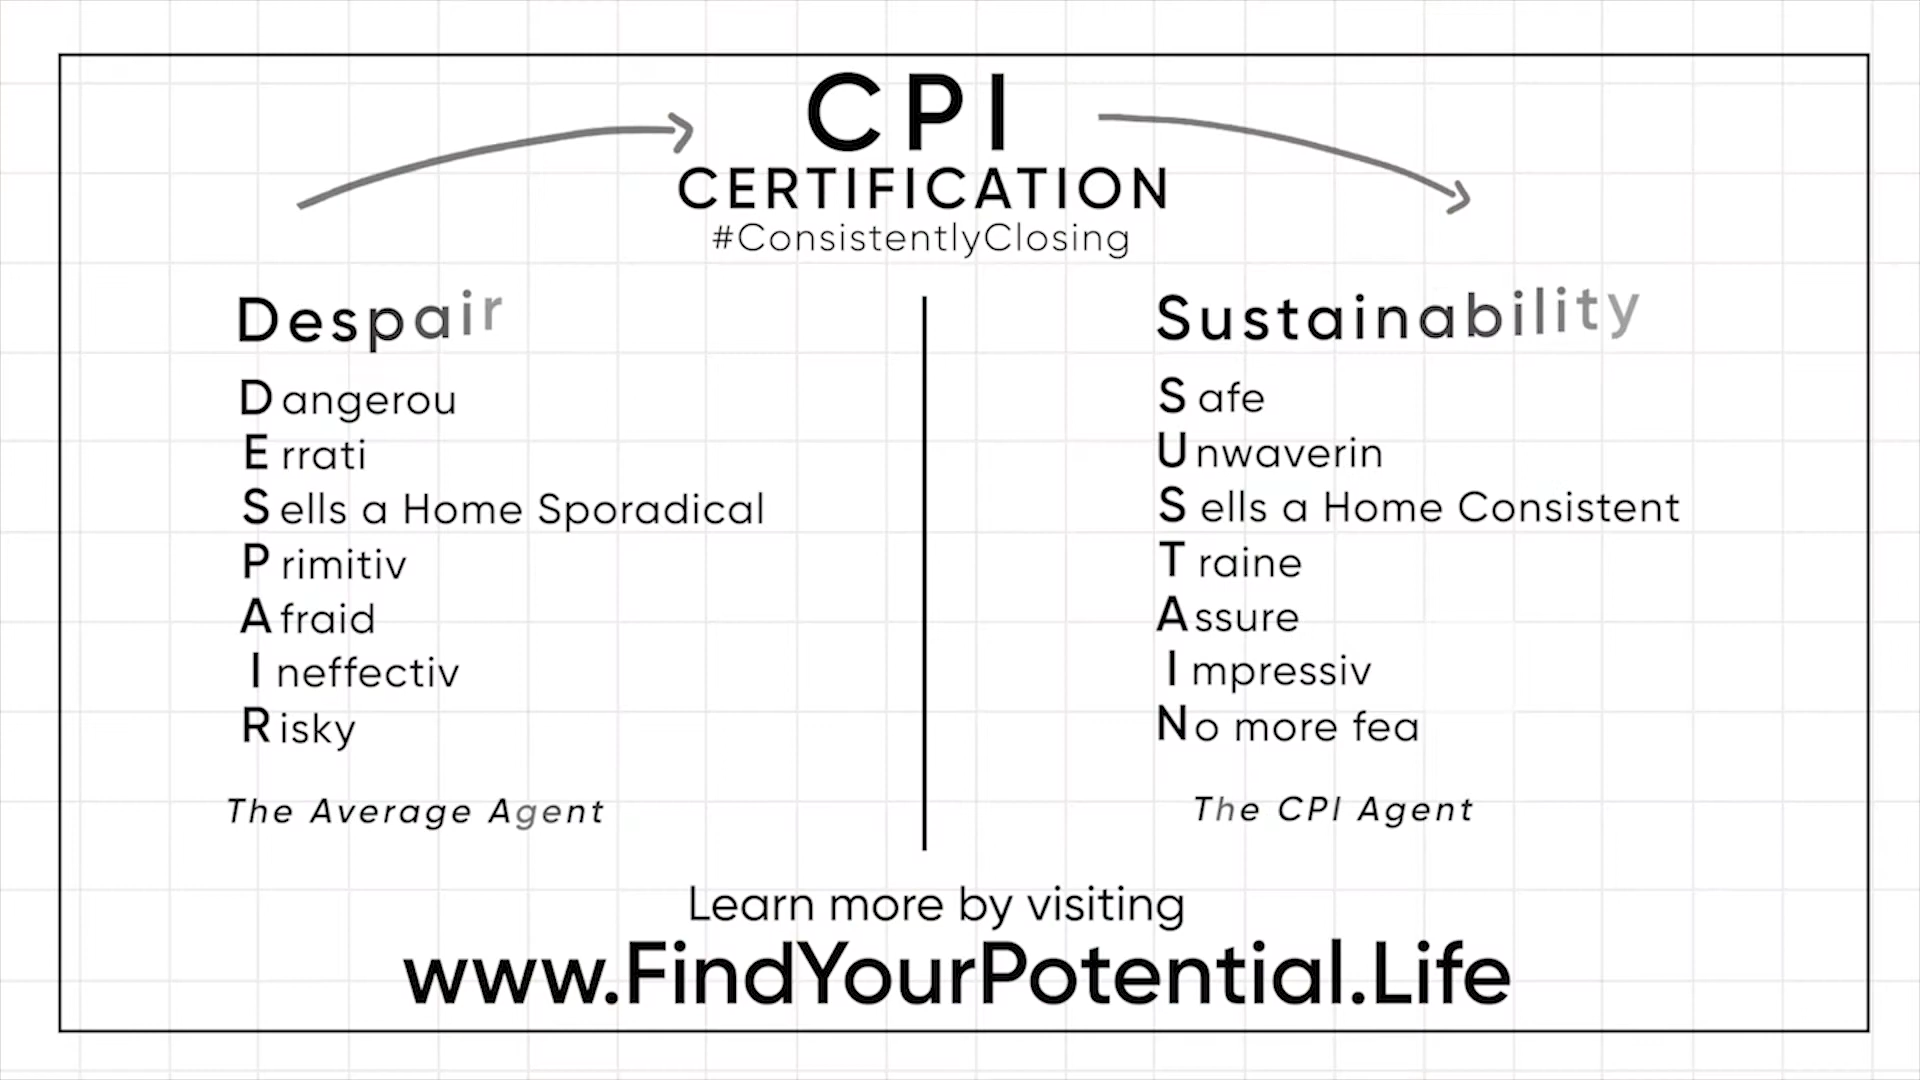 CPI
CERTIFICATION
#ConsistentlyClosing
Despair
Dangerou
Errati
Sells a Home Sporadical
Primitiv
Afraid
Ineffectiv
Risky
The Average Agent
Sustainability
Safe
Unwaverin
Sells a Home Consistent
Traine
Assure
Impressiv
No more fea
The CPI Agent
Learn more by visiting
www.FindYourPotential.Life